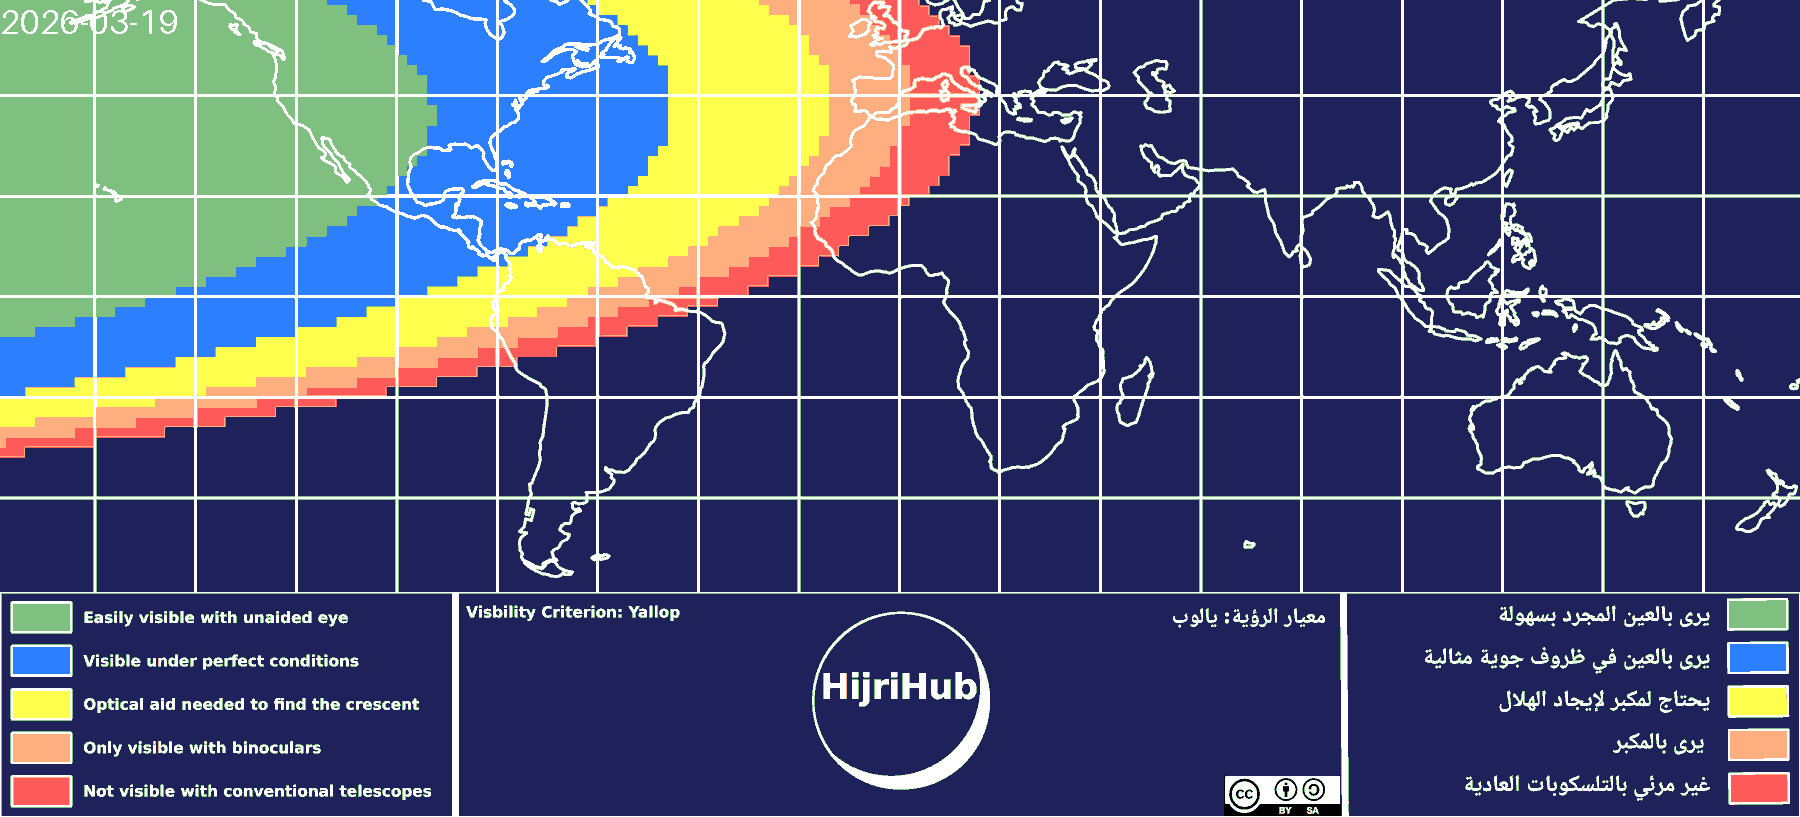 2026-03-19
Easily visible with unaided eye
Visible under perfect conditions
Optical aid needed to find the crescent
Only visible with binoculars
Not visible with conventional telescopes
Visbility Criterion: Yallop
معيار الرؤية: يالوب
HijriHub
cc
BY SA
يرى بالعين المجرد بسهولة
يرى بالعين في ظروف جوية مثالية
يحتاج لمكبر لإيجاد الهلال
يرى بالمكبر
غير مرئي بالتلسكوبات العادية